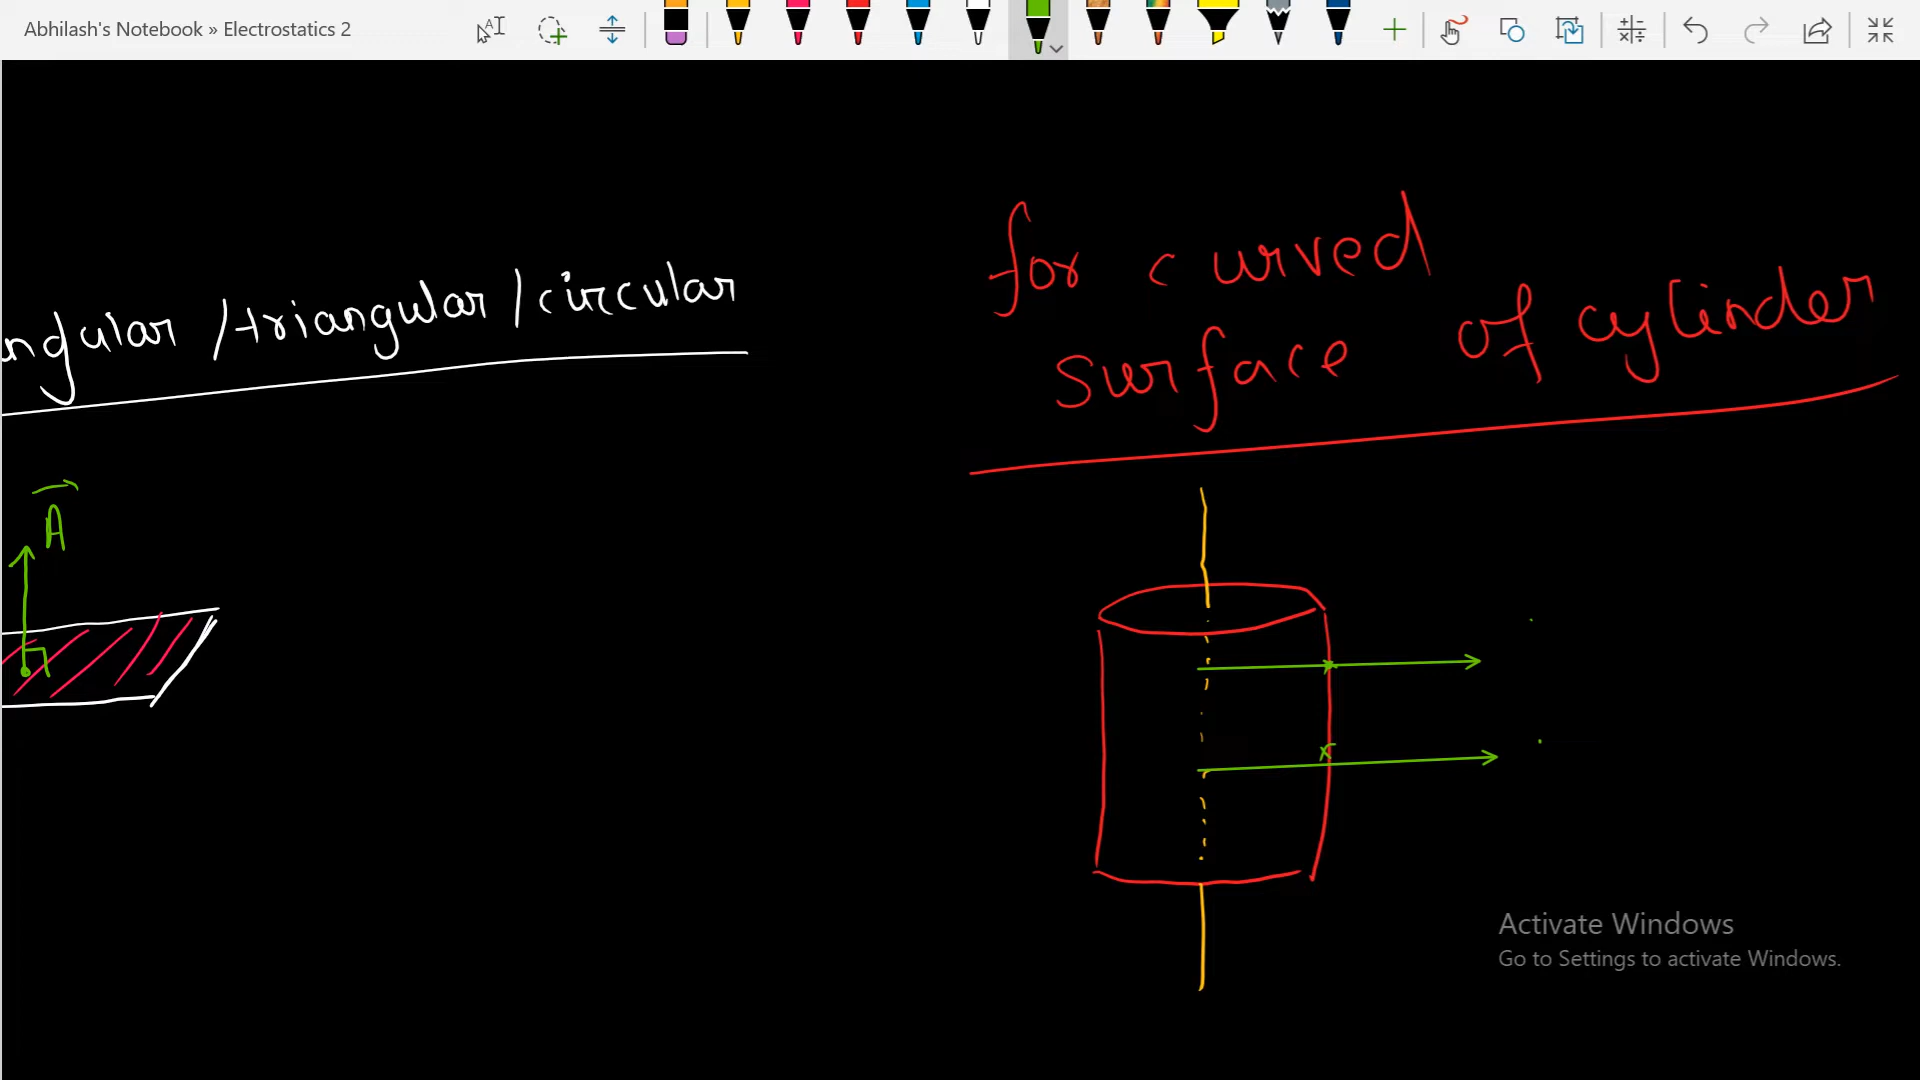 Abhilash's Notebook » Electrostatics 2
ngular /triangular/circular
for curved
surface of cylinder
A
Activate Windows
Go to Settings to activate Windows.